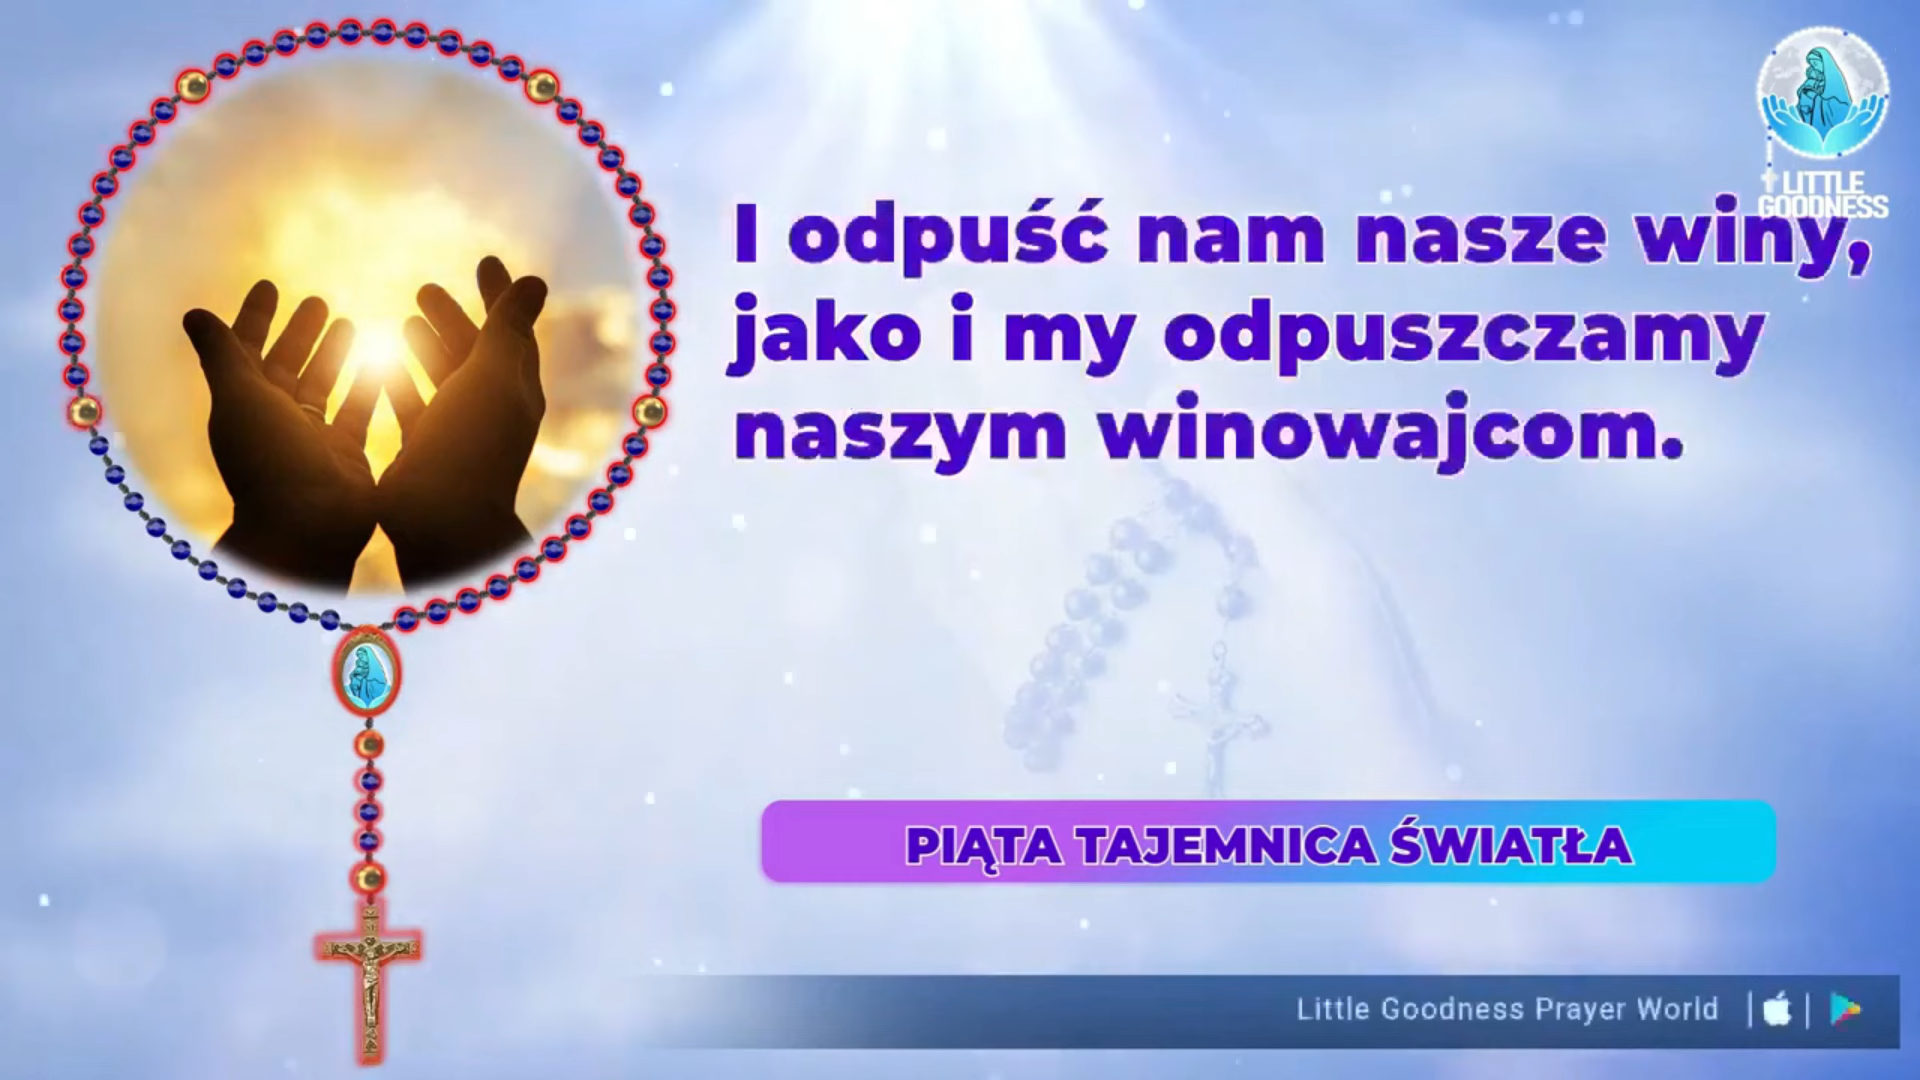 LITTLE
GOODNESS
I odpuść nam nasze winy,
jako i my odpuszczamy
naszym winowajcom.
PIĄTA TAJEMNICA ŚWIATŁA
Little Goodness Prayer World